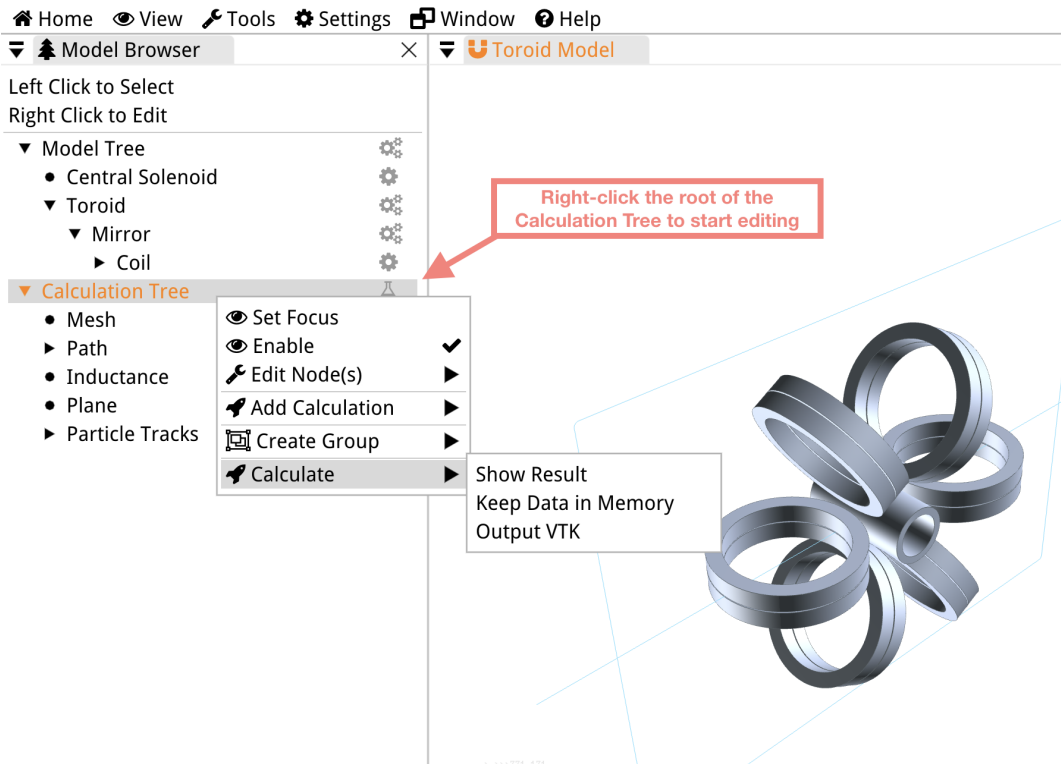 Home View Tools Settings Window Help
Model Browser
Toroid Model
Left Click to Select
Right Click to Edit
Model Tree
Central Solenoid
Toroid
Mirror
Coil
Calculation Tree
Mesh
Path
Inductance
Plane
Particle Tracks
Right-click the root of the
Calculation Tree to start editing
Set Focus
Enable
Edit Node(s)
Add Calculation
Create Group
Calculate
Show Result
Keep Data in Memory
Output VTK